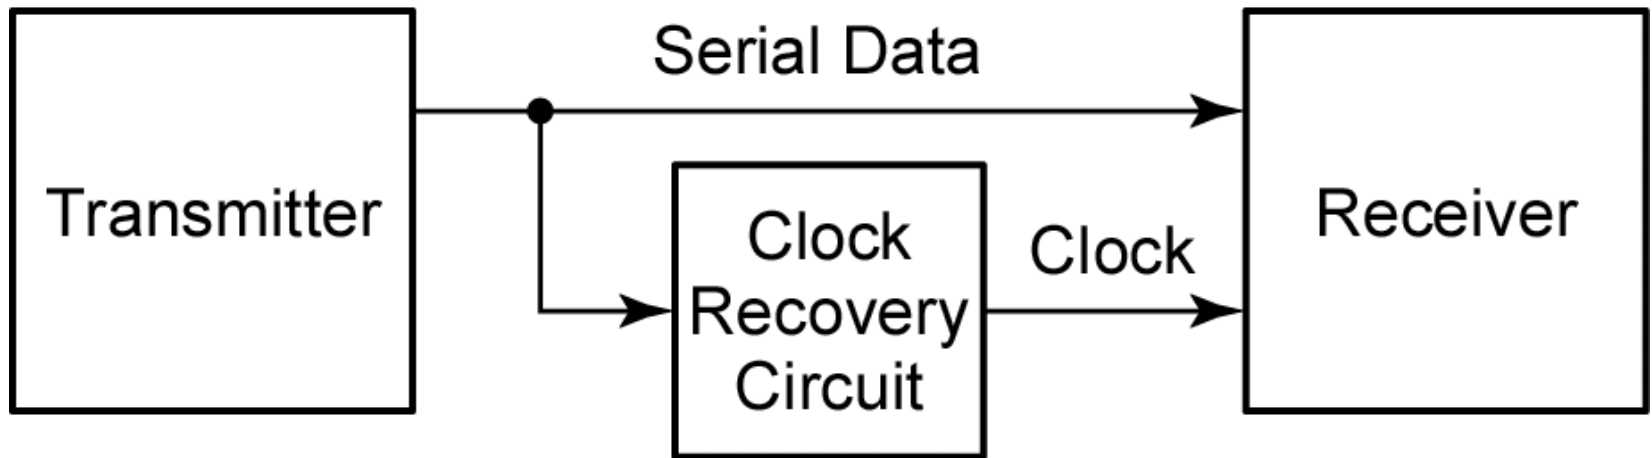 Serial Data
Transmitter
Clock
Recovery
Circuit
Clock
Receiver